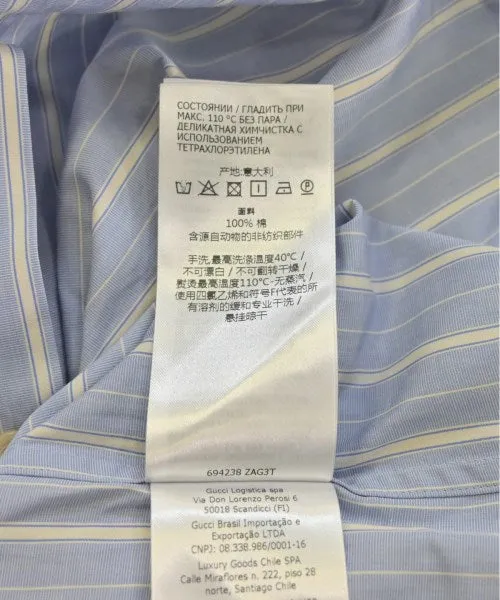 СОСТОЯНИИ / ГЛАДИТЬ ПРИ
МАКС. 110 °C БЕЗ ПАРА /
ДЕЛИКАТНАЯ ХИМЧИСТКА С
ИСПОЛЬЗОВАНИЕМ
ТЕТРАХЛОРЭТИЛЕНА
产地:意大利
面料
100% 棉
含源自动物的非纺织部件
手洗,最高洗涤温度40℃ /
不可漂白 / 不可翻转干燥 /
熨烫最高温度110℃-无蒸汽 /
使用四氯乙烯和符号F代表的所
有溶剂的缓和专业干洗 /
悬挂晾干
694238 ZAG3T
Gucci Logistica spa
Via Don Lorenzo Perosi 6
50018 Scandicci (FI)
Gucci Brasil Importação e
Exportação LTDA
CNPJ: 08.338.986/0001-16
Luxury Goods Chile SPA
Calle Miraflores n. 222, piso 28
norte, Santiago Chile